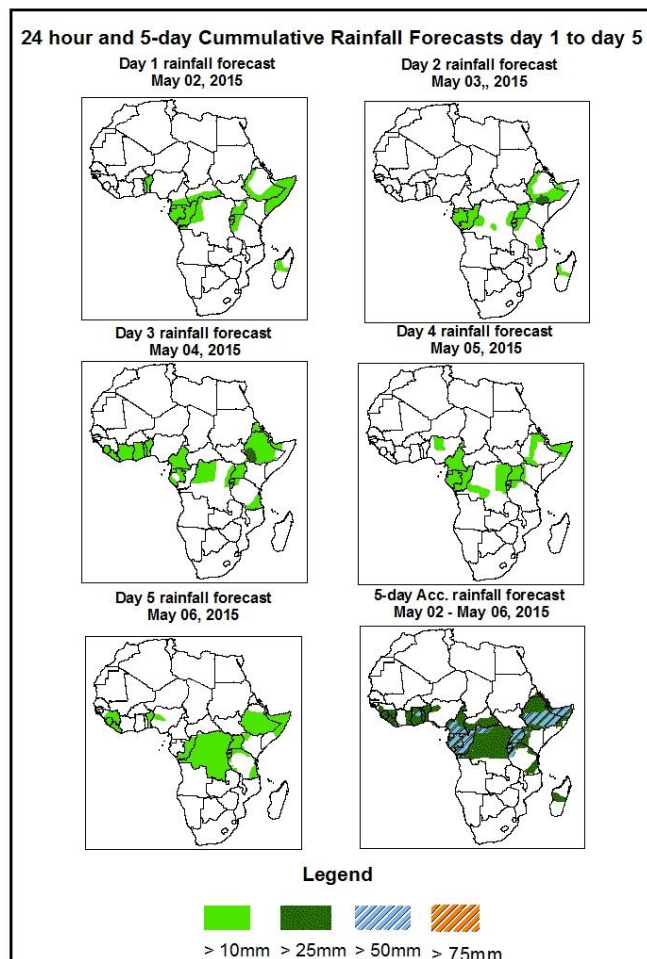 24 hour and 5-day Cummulative Rainfall Forecasts day 1 to day 5
Day 1 rainfall forecast
May 02, 2015
Day 2 rainfall forecast
May 03,, 2015
Day 3 rainfall forecast
May 04, 2015
Day 4 rainfall forecast
May 05, 2015
Day 5 rainfall forecast
May 06, 2015
5-day Acc. rainfall forecast
May 02 - May 06, 2015
Legend
> 10mm > 25mm > 50mm > 75mm